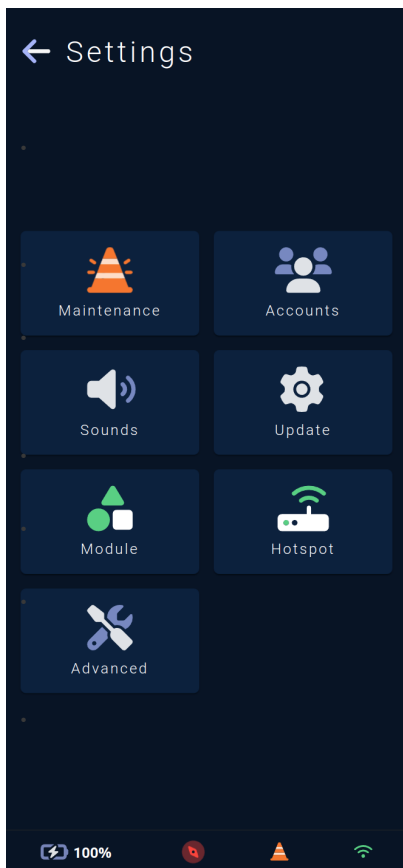 Settings
Maintenance
Accounts
Sounds
Update
Module
Hotspot
Advanced
100%